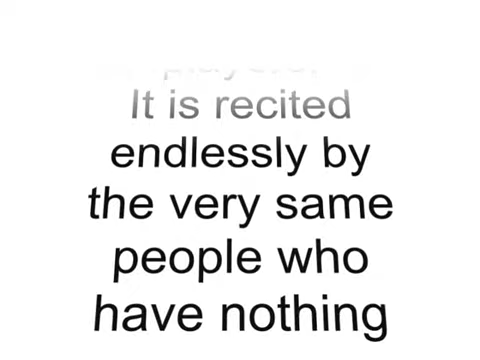 It is recited
endlessly by
the very same
people who
have nothing